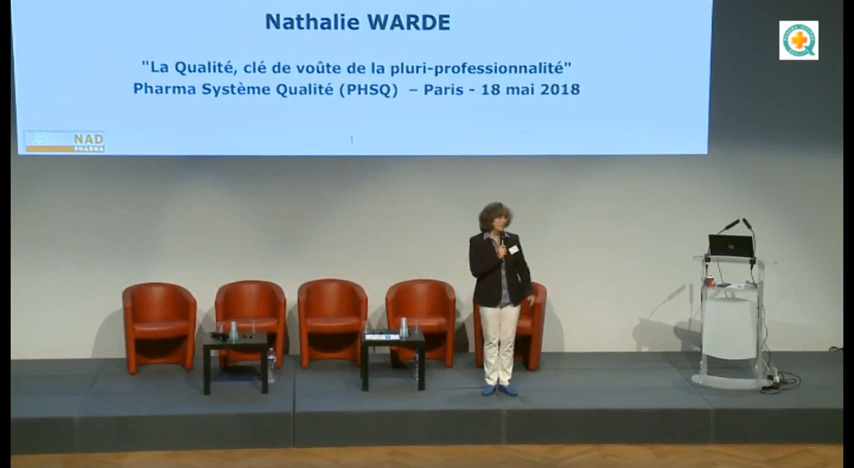 Nathalie WARDE
"La Qualité, clé de voûte de la pluri-professionnalité"
Pharma Système Qualité (PHSQ) – Paris - 18 mai 2018
NAD
PHARMA